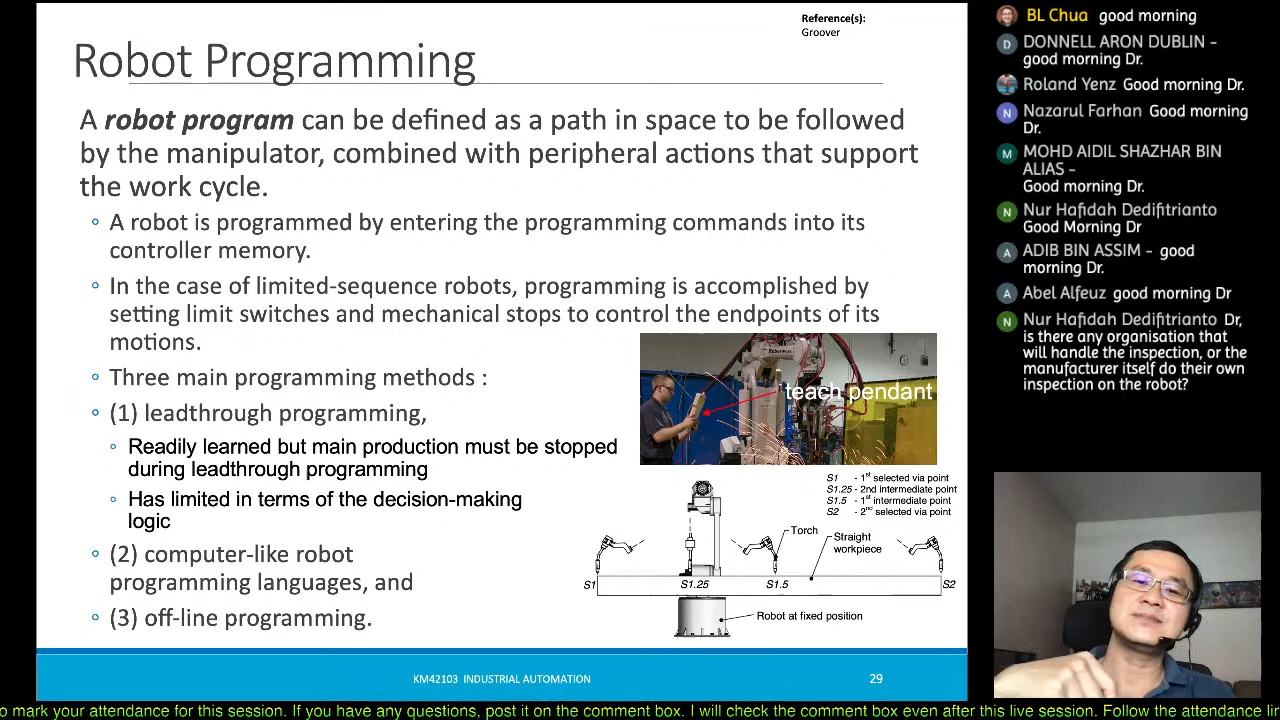 Reference(s):
Groover
Robot Programming
A robot program can be defined as a path in space to be followed
by the manipulator, combined with peripheral actions that support
the work cycle.
A robot is programmed by entering the programming commands into its
controller memory.
In the case of limited-sequence robots, programming is accomplished by
setting limit switches and mechanical stops to control the endpoints of its
motions.
Three main programming methods :
(1) leadthrough programming,
Readily learned but main production must be stopped
during leadthrough programming
Has limited in terms of the decision-making
logic
(2) computer-like robot
programming languages, and
(3) off-line programming.
teach pendant
S1 - 1st selected via point
S1.25 - 2nd intermediate point
S1.5 - 1st intermediate point
S2 - 2nd selected via point
Torch
Straight
workpiece
S1
S1.25
S1.5
S2
Robot at fixed position
KM42103 INDUSTRIAL AUTOMATION
29
BL Chua good morning
D DONNELL ARON DUBLIN -
good morning Dr.
Roland Yenz Good morning Dr.
N Nazarul Farhan Good morning
Dr.
M MOHD AIDIL SHAZHAR BIN
ALIAS -
Good morning Dr.
N Nur Hafidah Dedifitrianto
Good Morning Dr
A ADIB BIN ASSIM - good
morning Dr.
A Abel Alfeuz good morning Dr
N Nur Hafidah Dedifitrianto Dr,
is there any organisation that
will handle the inspection, or the
manufacturer itself do their own
inspection on the robot?
o mark your attendance for this session. If you have any questions, post it on the comment box. I will check the comment box even after this live session. Follow the attendance li